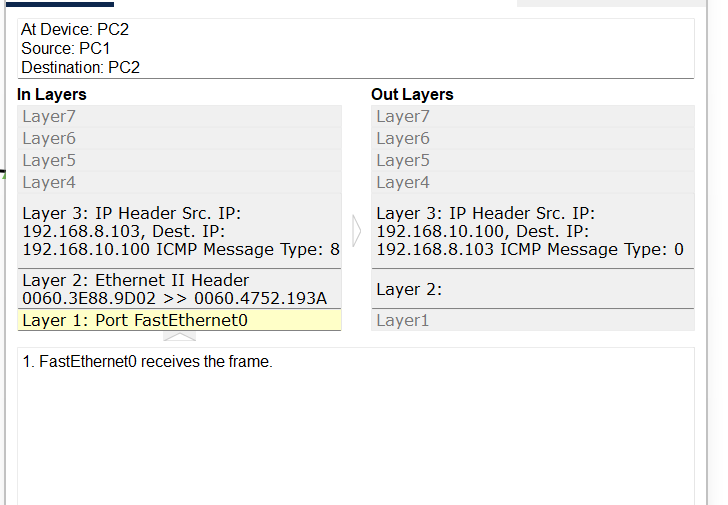 At Device: PC2
Source: PC1
Destination: PC2
In Layers
Layer7
Layer6
Layer5
Layer4
Layer 3: IP Header Src. IP:
192.168.8.103, Dest. IP:
192.168.10.100 ICMP Message Type: 8
Layer 2: Ethernet II Header
0060.3E88.9D02 >> 0060.4752.193A
Layer 1: Port FastEthernet0
Out Layers
Layer7
Layer6
Layer5
Layer4
Layer 3: IP Header Src. IP:
192.168.10.100, Dest. IP:
192.168.8.103 ICMP Message Type: 0
Layer 2:
Layer1
1. FastEthernet0 receives the frame.